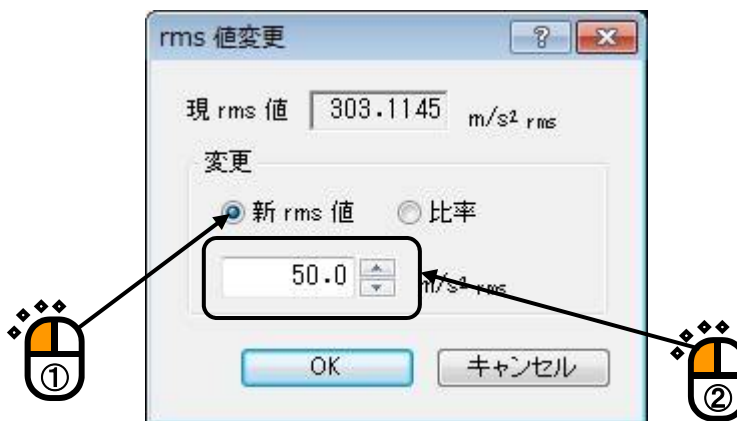 rms 値変更
現 rms 値 303.1145 m/s² rms
変更
新 rms 値 比率
50.0 m/s² rms
OK キャンセル
①
②